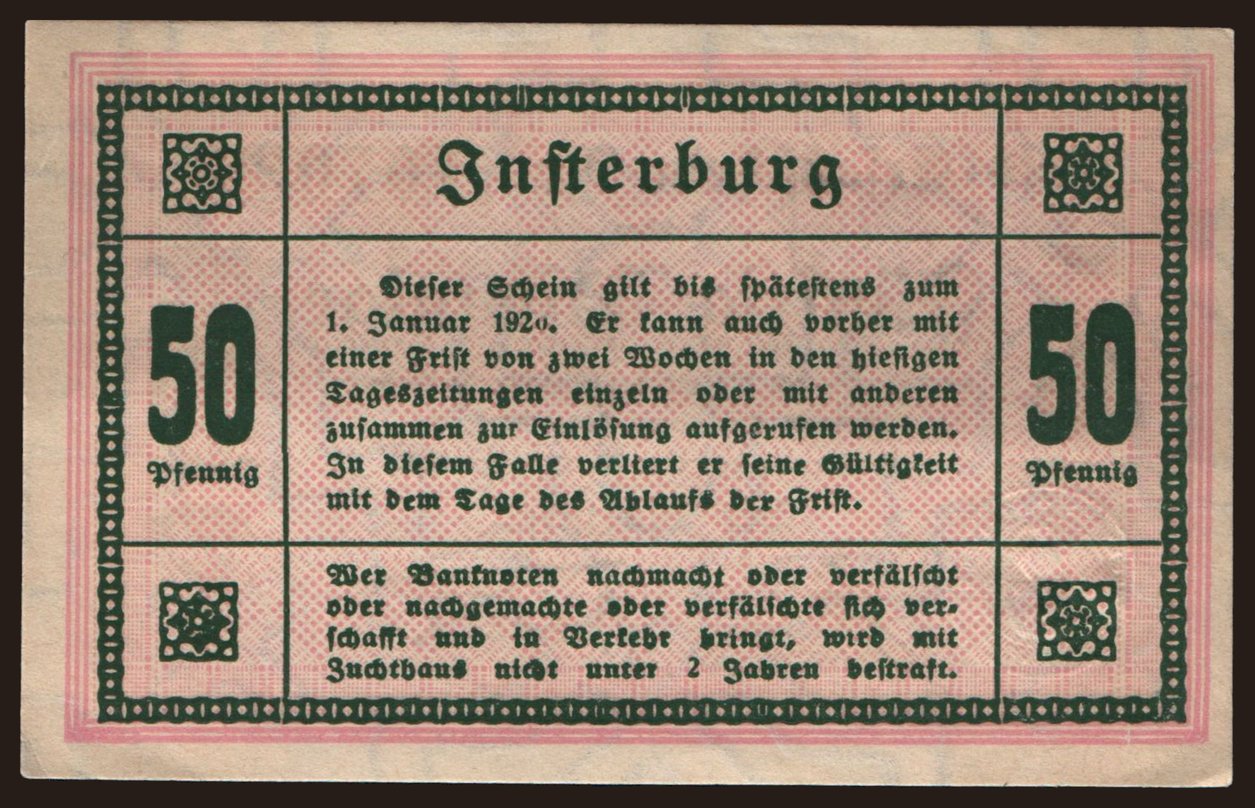 Insterburg
50
Pfennig
Dieser Schein gilt bis spätestens zum
1. Januar 1920. Er kann auch vorher mit
einer Frist von zwei Wochen in den hiesigen
Tageszeitungen einzeln oder mit anderen
zusammen zur Einlösung aufgerufen werden.
In diesem Falle verliert er seine Gültigkeit
mit dem Tage des Ablaufs der Frist.
50
Pfennig
Wer Banknoten nachmacht oder verfälscht
oder nachgemachte oder verfälschte sich ver-
schafft und in Verkehr bringt, wird mit
Zuchthaus nicht unter 2 Jahren bestraft.